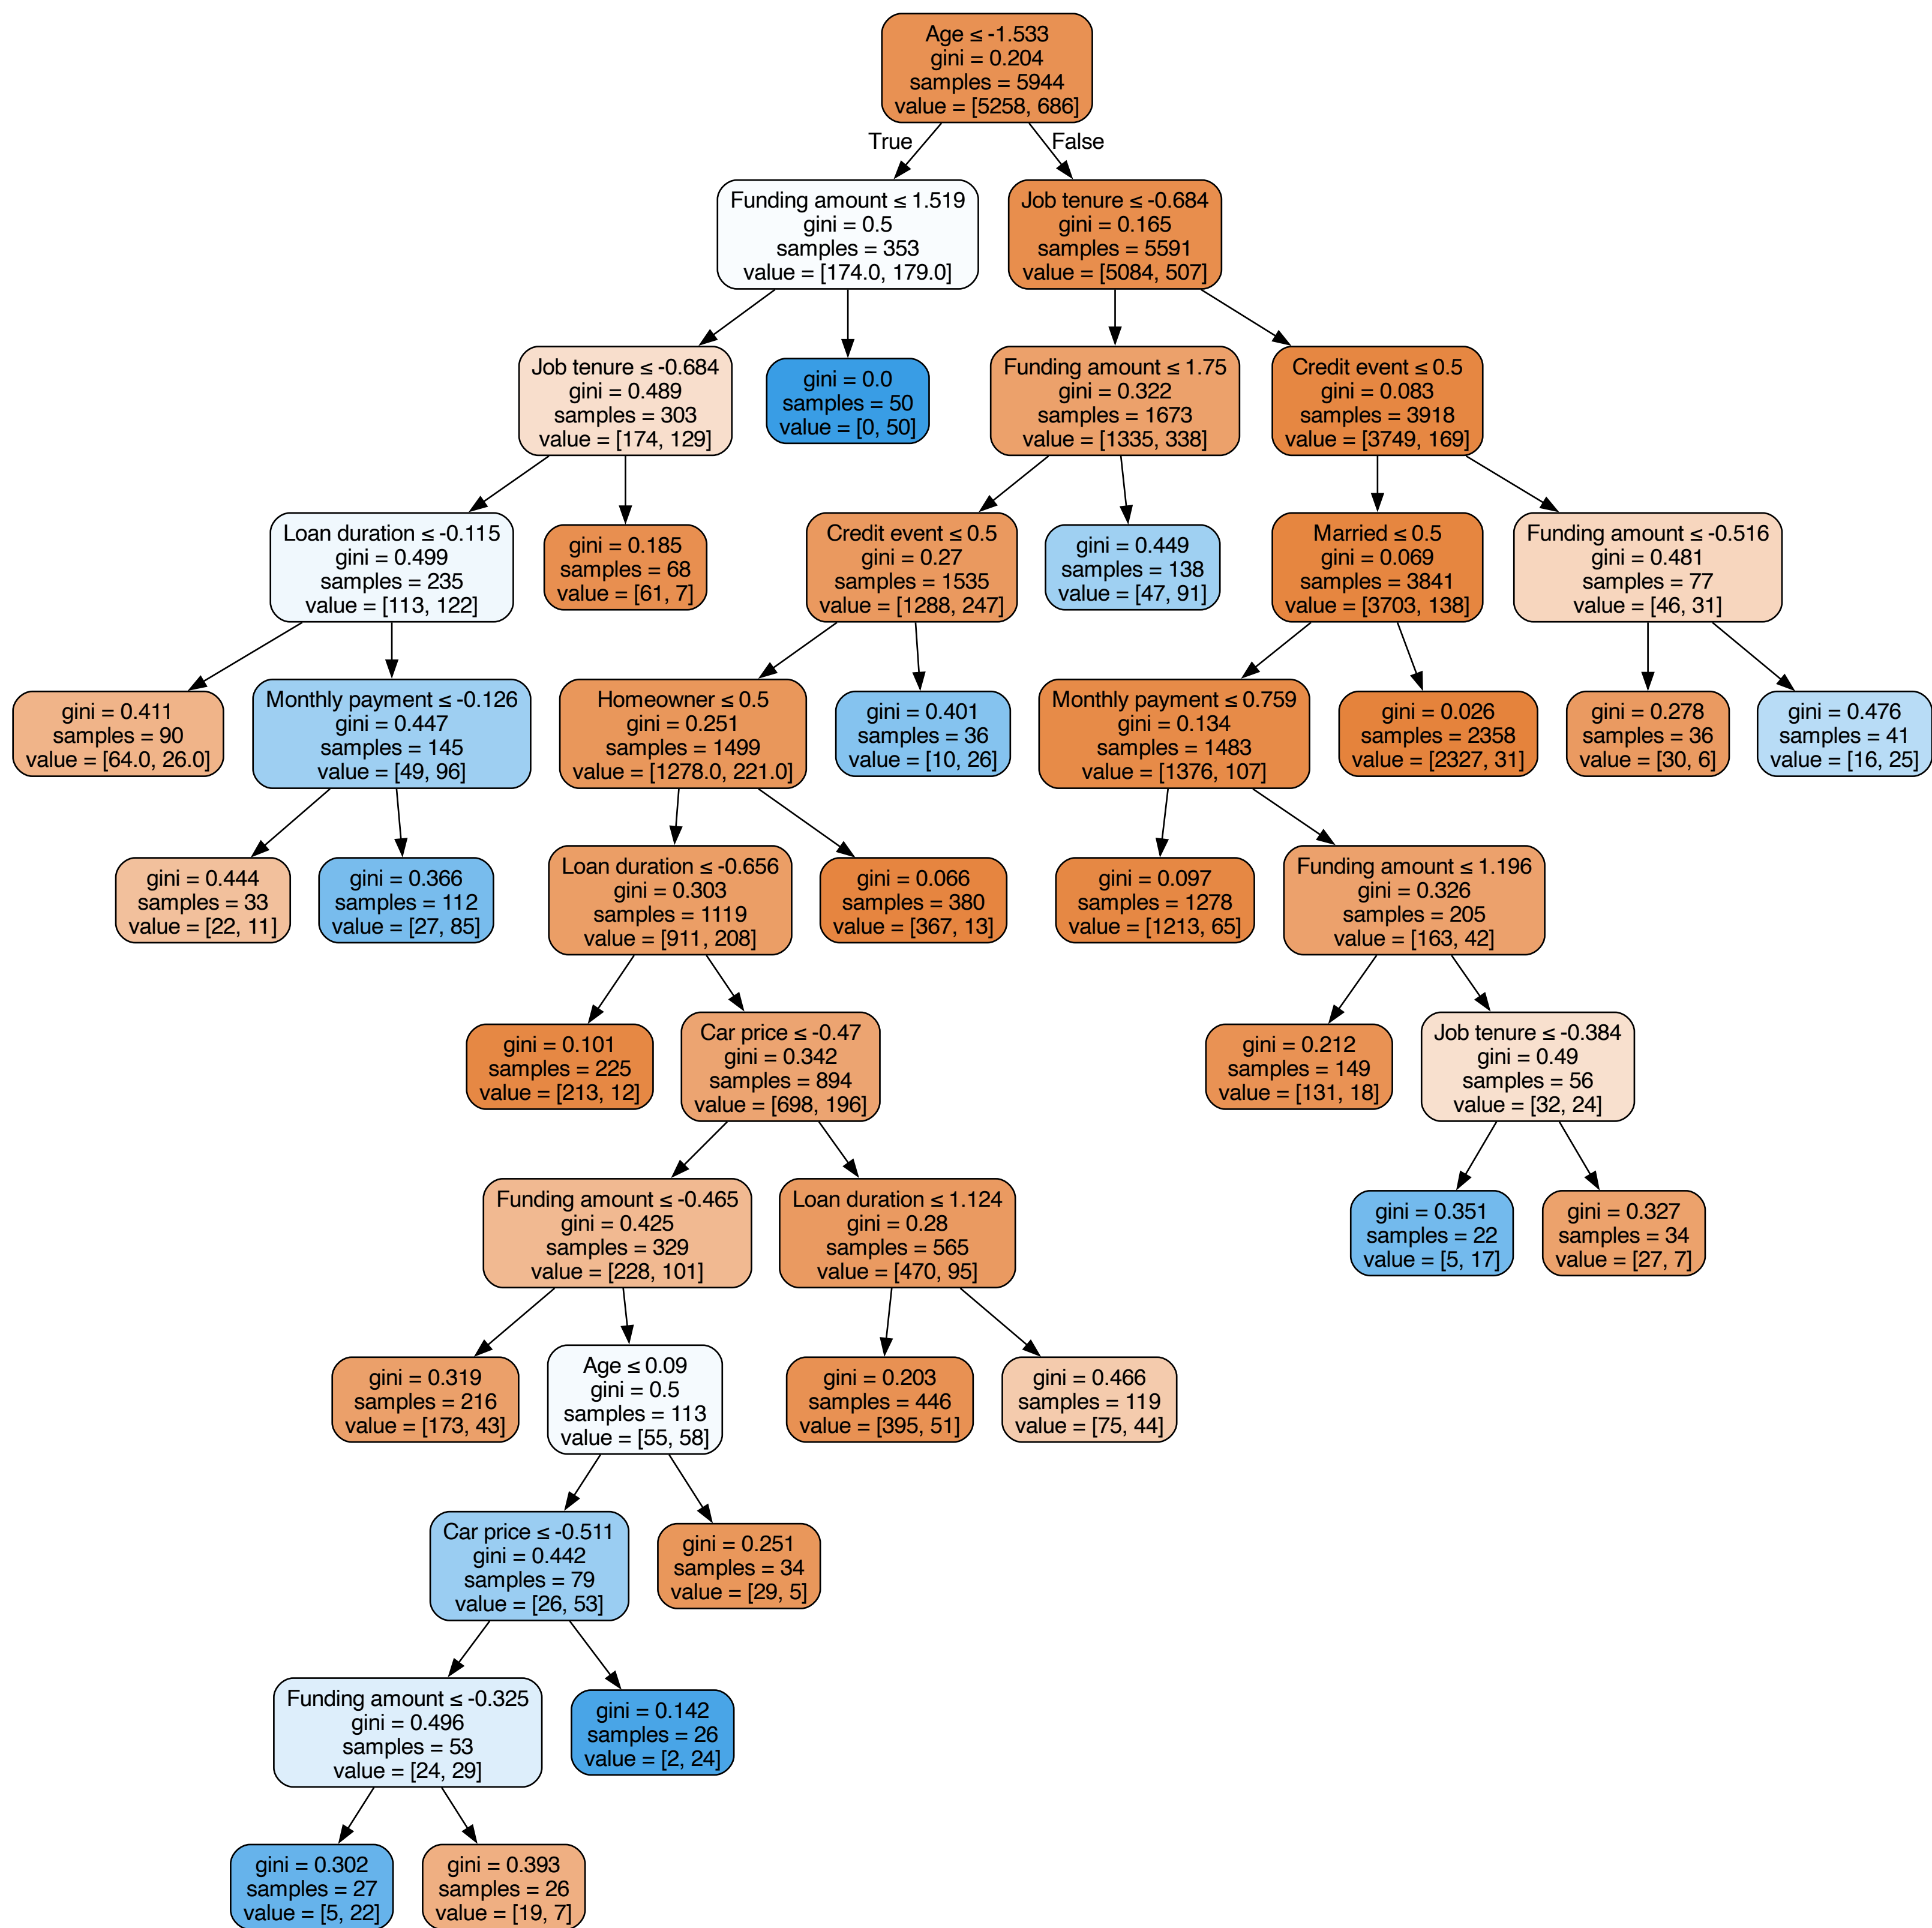 Age ≤ -1.533
gini = 0.204
samples = 5944
value = [5258, 686]
True
False
Funding amount ≤ 1.519
gini = 0.5
samples = 353
value = [174.0, 179.0]
Job tenure ≤ -0.684
gini = 0.165
samples = 5591
value = [5084, 507]
Job tenure ≤ -0.684
gini = 0.489
samples = 303
value = [174, 129]
gini = 0.0
samples = 50
value = [0, 50]
Funding amount ≤ 1.75
gini = 0.322
samples = 1673
value = [1335, 338]
Credit event ≤ 0.5
gini = 0.083
samples = 3918
value = [3749, 169]
Loan duration ≤ -0.115
gini = 0.499
samples = 235
value = [113, 122]
gini = 0.185
samples = 68
value = [61, 7]
Credit event ≤ 0.5
gini = 0.27
samples = 1535
value = [1288, 247]
gini = 0.449
samples = 138
value = [47, 91]
Married ≤ 0.5
gini = 0.069
samples = 3841
value = [3703, 138]
Funding amount ≤ -0.516
gini = 0.481
samples = 77
value = [46, 31]
gini = 0.411
samples = 90
value = [64.0, 26.0]
Monthly payment ≤ -0.126
gini = 0.447
samples = 145
value = [49, 96]
Homeowner ≤ 0.5
gini = 0.251
samples = 1499
value = [1278.0, 221.0]
gini = 0.401
samples = 36
value = [10, 26]
Monthly payment ≤ 0.759
gini = 0.134
samples = 1483
value = [1376, 107]
gini = 0.026
samples = 2358
value = [2327, 31]
gini = 0.278
samples = 36
value = [30, 6]
gini = 0.476
samples = 41
value = [16, 25]
gini = 0.444
samples = 33
value = [22, 11]
gini = 0.366
samples = 112
value = [27, 85]
Loan duration ≤ -0.656
gini = 0.303
samples = 1119
value = [911, 208]
gini = 0.066
samples = 380
value = [367, 13]
gini = 0.097
samples = 1278
value = [1213, 65]
Funding amount ≤ 1.196
gini = 0.326
samples = 205
value = [163, 42]
gini = 0.101
samples = 225
value = [213, 12]
Car price ≤ -0.47
gini = 0.342
samples = 894
value = [698, 196]
gini = 0.212
samples = 149
value = [131, 18]
Job tenure ≤ -0.384
gini = 0.49
samples = 56
value = [32, 24]
Funding amount ≤ -0.465
gini = 0.425
samples = 329
value = [228, 101]
Loan duration ≤ 1.124
gini = 0.28
samples = 565
value = [470, 95]
gini = 0.351
samples = 22
value = [5, 17]
gini = 0.327
samples = 34
value = [27, 7]
gini = 0.319
samples = 216
value = [173, 43]
Age ≤ 0.09
gini = 0.5
samples = 113
value = [55, 58]
gini = 0.203
samples = 446
value = [395, 51]
gini = 0.466
samples = 119
value = [75, 44]
Car price ≤ -0.511
gini = 0.442
samples = 79
value = [26, 53]
gini = 0.251
samples = 34
value = [29, 5]
Funding amount ≤ -0.325
gini = 0.496
samples = 53
value = [24, 29]
gini = 0.142
samples = 26
value = [2, 24]
gini = 0.302
samples = 27
value = [5, 22]
gini = 0.393
samples = 26
value = [19, 7]